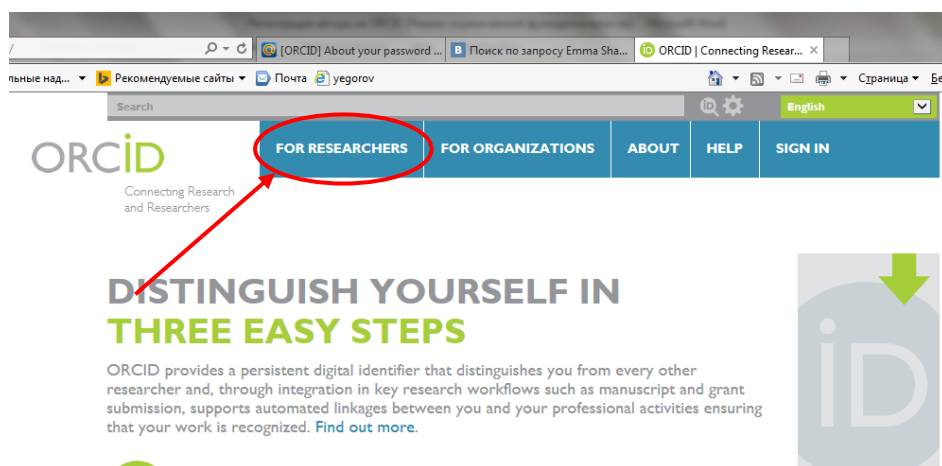 [ORCID] About your password ...
Поиск по запросу Emma Sha...
ORCID | Connecting Resear...
льные над...
Рекомендуемые сайты
Почта
yegorov
Страница
Бе
Search
English
ORCID
FOR RESEARCHERS
FOR ORGANIZATIONS
ABOUT
HELP
SIGN IN
Connecting Research
and Researchers
DISTINGUISH YOURSELF IN
THREE EASY STEPS
ORCID provides a persistent digital identifier that distinguishes you from every other
researcher and, through integration in key research workflows such as manuscript and grant
submission, supports automated linkages between you and your professional activities ensuring
that your work is recognized. Find out more.
iD